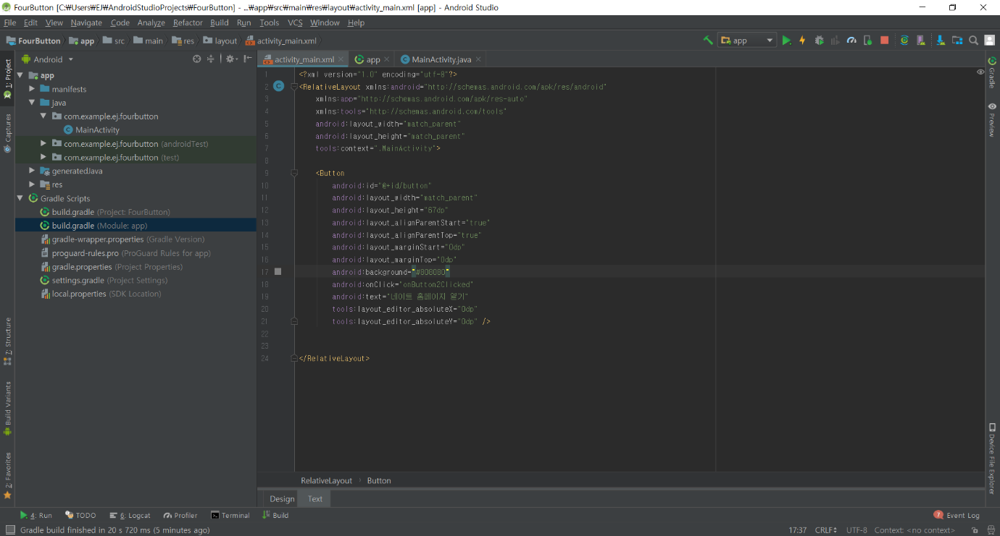 FourButton [C:₩Users₩EJ₩AndroidStudioProjects₩FourButton] - ...₩app₩src₩main₩res₩layout₩activity_main.xml [app] - Android Studio
File Edit View Navigate Code Analyze Refactor Build Run Tools VCS Window Help
FourButton app src main res layout activity_main.xml app
Android
activity_main.xml app MainActivity.java
1: Project
Captures
7: Structure
Build Variants
2: Favorites
app
manifests
java
com.example.ej.fourbutton
MainActivity
com.example.ej.fourbutton (androidTest)
com.example.ej.fourbutton (test)
generatedJava
res
Gradle Scripts
build.gradle (Project: FourButton)
build.gradle (Module: app)
gradle-wrapper.properties (Gradle Version)
proguard-rules.pro (ProGuard Rules for app)
gradle.properties (Project Properties)
settings.gradle (Project Settings)
local.properties (SDK Location)
1 <?xml version="1.0" encoding="utf-8"?>
2 <RelativeLayout xmlns:android="http://schemas.android.com/apk/res/android"
3 xmlns:app="http://schemas.android.com/apk/res-auto"
4 xmlns:tools="http://schemas.android.com/tools"
5 android:layout_width="match_parent"
6 android:layout_height="match_parent"
7 tools:context=".MainActivity">
8
9 <Button
10 android:id="@+id/button"
11 android:layout_width="match_parent"
12 android:layout_height="67dp"
13 android:layout_alignParentStart="true"
14 android:layout_alignParentTop="true"
15 android:layout_marginStart="0dp"
16 android:layout_marginTop="0dp"
17 android:background="#808080"
18 android:onClick="onButton2Clicked"
19 android:text="네이트 홈페이지 열기"
20 tools:layout_editor_absoluteX="0dp"
21 tools:layout_editor_absoluteY="0dp" />
22
23
24 </RelativeLayout>
Gradle
Preview
Device File Explorer
RelativeLayout Button
Design Text
4: Run TODO 6: Logcat Profiler Terminal Build 7 Event Log
Gradle build finished in 20 s 720 ms (5 minutes ago) 17:37 CRLF UTF-8 Context: <no context>